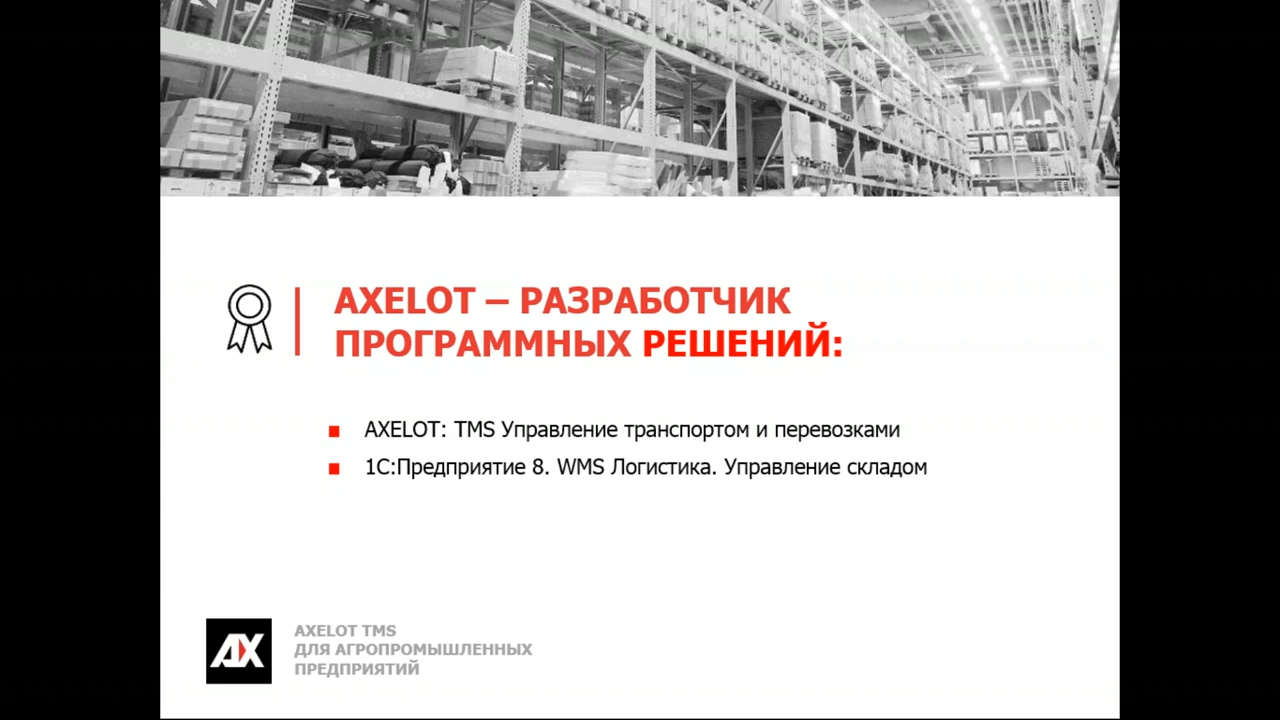 AXELOT – РАЗРАБОТЧИК
ПРОГРАММНЫХ РЕШЕНИЙ:
AXELOT: TMS Управление транспортом и перевозками
1С:Предприятие 8. WMS Логистика. Управление складом
AX
AXELOT TMS
ДЛЯ АГРОПРОМЫШЛЕННЫХ
ПРЕДПРИЯТИЙ